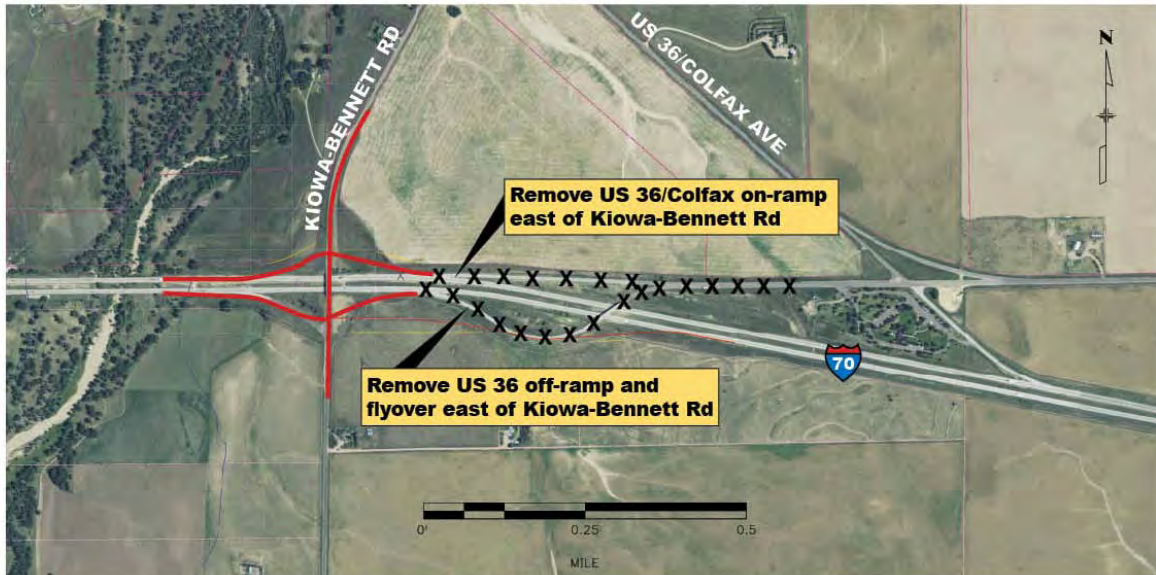 KIOWA-BENNETT RD
US 36/COLFAX AVE
N
Remove US 36/Colfax on-ramp
east of Kiowa-Bennett Rd
X X X X X X X X X X X X X
X X X X X X X X X X
70
Remove US 36 off-ramp and
flyover east of Kiowa-Bennett Rd
0' 0.25 0.5
MILE